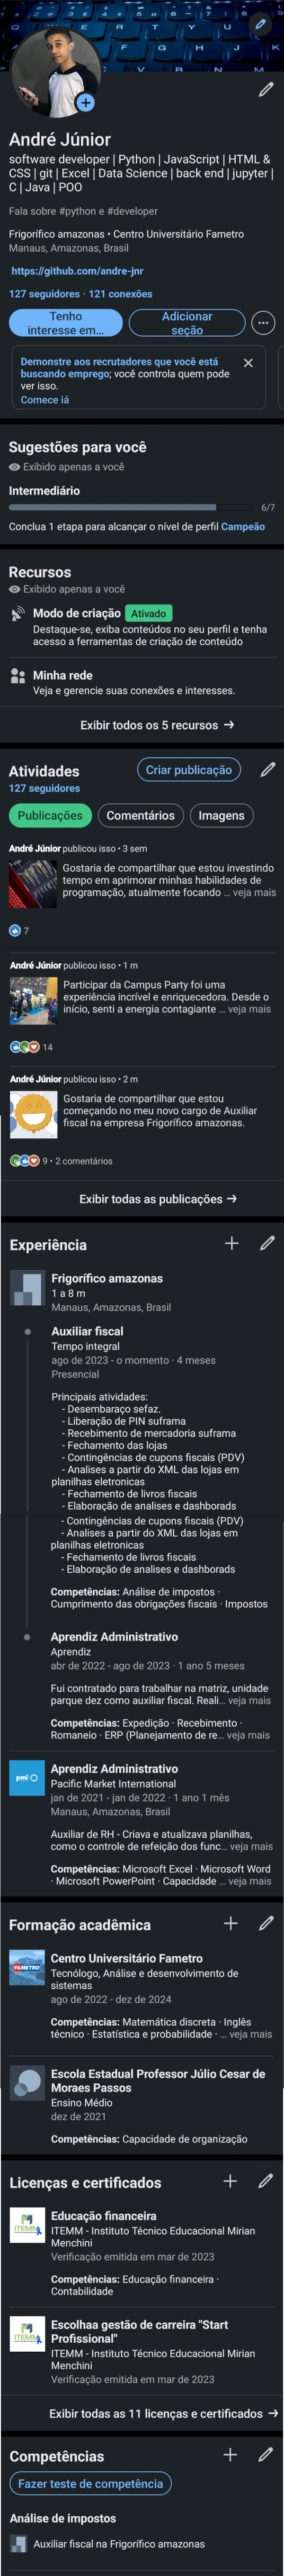 André Júnior
software developer | Python | JavaScript | HTML &
CSS | git | Excel | Data Science | back end | jupyter |
C | Java | POO
Fala sobre #python e #developer
Frigorífico amazonas • Centro Universitário Fametro
Manaus, Amazonas, Brasil
https://github.com/andre-jnr
127 seguidores · 121 conexões
Tenho
interesse em...
Adicionar
seção
Demonstre aos recrutadores que você está
buscando emprego; você controla quem pode
ver isso.
Comece já
Sugestões para você
Exibido apenas a você
Intermediário
6/7
Conclua 1 etapa para alcançar o nível de perfil Campeão
Recursos
Exibido apenas a você
Modo de criação Ativado
Destaque-se, exiba conteúdos no seu perfil e tenha
acesso a ferramentas de criação de conteúdo
Minha rede
Veja e gerencie suas conexões e interesses.
Exibir todos os 5 recursos →
Atividades
Criar publicação
127 seguidores
Publicações
Comentários
Imagens
André Júnior publicou isso • 3 sem
Gostaria de compartilhar que estou investindo
tempo em aprimorar minhas habilidades de
programação, atualmente focando ... veja mais
7
André Júnior publicou isso • 1 m
Participar da Campus Party foi uma
experiência incrível e enriquecedora. Desde o
início, senti a energia contagiante ... veja mais
14
André Júnior publicou isso • 2 m
Gostaria de compartilhar que estou
começando no meu novo cargo de Auxiliar
fiscal na empresa Frigorífico amazonas.
9 • 2 comentários
Exibir todas as publicações →
Experiência
Frigorífico amazonas
1 a 8 m
Manaus, Amazonas, Brasil
Auxiliar fiscal
Tempo integral
ago de 2023 - o momento · 4 meses
Presencial
Principais atividades:
- Desembaraço sefaz.
- Liberação de PIN suframa
- Recebimento de mercadoria suframa
- Fechamento das lojas
- Contingências de cupons fiscais (PDV)
- Analises a partir do XML das lojas em
planilhas eletronicas
- Fechamento de livros fiscais
- Elaboração de analises e dashborads
- Contingências de cupons fiscais (PDV)
- Analises a partir do XML das lojas em
planilhas eletronicas
- Fechamento de livros fiscais
- Elaboração de analises e dashborads
Competências: Análise de impostos ·
Cumprimento das obrigações fiscais · Impostos
Aprendiz Administrativo
Aprendiz
abr de 2022 - ago de 2023 · 1 ano 5 meses
Fui contratado para trabalhar na matriz, unidade
parque dez como auxiliar fiscal. Reali... veja mais
Competências: Expedição · Recebimento ·
Romaneio · ERP (Planejamento de re... veja mais
pmi
Aprendiz Administrativo
Pacific Market International
jan de 2021 - jan de 2022 · 1 ano 1 mês
Manaus, Amazonas, Brasil
Auxiliar de RH - Criava e atualizava planilhas,
como o controle de refeição dos func... veja mais
Competências: Microsoft Excel · Microsoft Word
· Microsoft PowerPoint · Capacidade ... veja mais
Formação acadêmica
FAMETRO
Centro Universitário Fametro
Tecnólogo, Análise e desenvolvimento de
sistemas
ago de 2022 - dez de 2024
Competências: Matemática discreta · Inglês
técnico · Estatística e probabilidade · ... veja mais
Escola Estadual Professor Júlio Cesar de
Moraes Passos
Ensino Médio
dez de 2021
Competências: Capacidade de organização
Licenças e certificados
ITEMM
Educação financeira
ITEMM - Instituto Técnico Educacional Mirian
Menchini
Verificação emitida em mar de 2023
Competências: Educação financeira ·
Contabilidade
ITEMM
Escolhaa gestão de carreira "Start
Profissional"
ITEMM - Instituto Técnico Educacional Mirian
Menchini
Verificação emitida em mar de 2023
Exibir todas as 11 licenças e certificados →
Competências
Fazer teste de competência
Análise de impostos
Auxiliar fiscal na Frigorífico amazonas